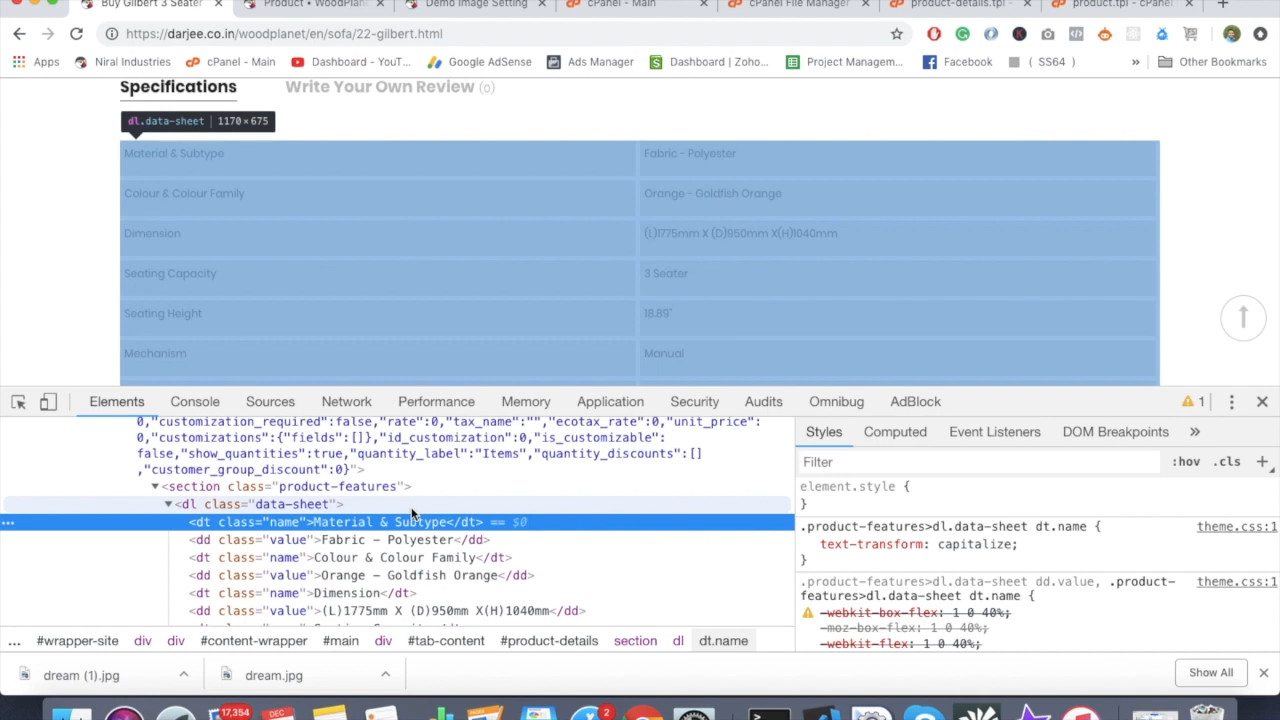 Buy Gilbert 3 Seater
Product • WoodPlan
Demo Image Setting
cPanel - Main
cPanel File Manager
product-details.tpl -
product.tpl - cPanel
https://darjee.co.in/woodplanet/en/sofa/22-gilbert.html
Apps
Niral Industries
cPanel - Main
Dashboard - YouT...
Google AdSense
Ads Manager
Dashboard | Zoho...
Project Managem...
Facebook
( SS64 )
»
Other Bookmarks
Specifications
Write Your Own Review (0)
dl.data-sheet | 1170×675
Material & Subtype
Fabric - Polyester
Colour & Colour Family
Orange - Goldfish Orange
Dimension
(L)1775mm X (D)950mm X(H)1040mm
Seating Capacity
3 Seater
Seating Height
18.89"
Mechanism
Manual
Elements
Console
Sources
Network
Performance
Memory
Application
Security
Audits
Omnibug
AdBlock
1
0,"customization_required":false,"rate":0,"tax_name":"","ecotax_rate":0,"unit_price":
0,"customizations":{"fields":[]},"id_customization":0,"is_customizable":
false,"show_quantities":true,"quantity_label":"Items","quantity_discounts":[]
,"customer_group_discount":0}">
<section class="product-features">
<dl class="data-sheet">
<dt class="name">Material & Subtype</dt> == $0
<dd class="value">Fabric - Polyester</dd>
<dt class="name">Colour & Colour Family</dt>
<dd class="value">Orange - Goldfish Orange</dd>
<dt class="name">Dimension</dt>
<dd class="value">(L)1775mm X (D)950mm X(H)1040mm</dd>
... #wrapper-site div div #content-wrapper #main div #tab-content #product-details section dl dt.name
Styles
Computed
Event Listeners
DOM Breakpoints
»
Filter
:hov .cls +
element.style {
}
.product-features>dl.data-sheet dt.name {
theme.css:1
text-transform: capitalize;
}
.product-features>dl.data-sheet dd.value, .product-
theme.css:1
features>dl.data-sheet dt.name {
-webkit-box-flex: 1 0 40%;
-moz-box-flex: 1 0 40%;
-webkit-flex: 1 0 40%;
dream (1).jpg
dream.jpg
Show All
17,354
DEC
2